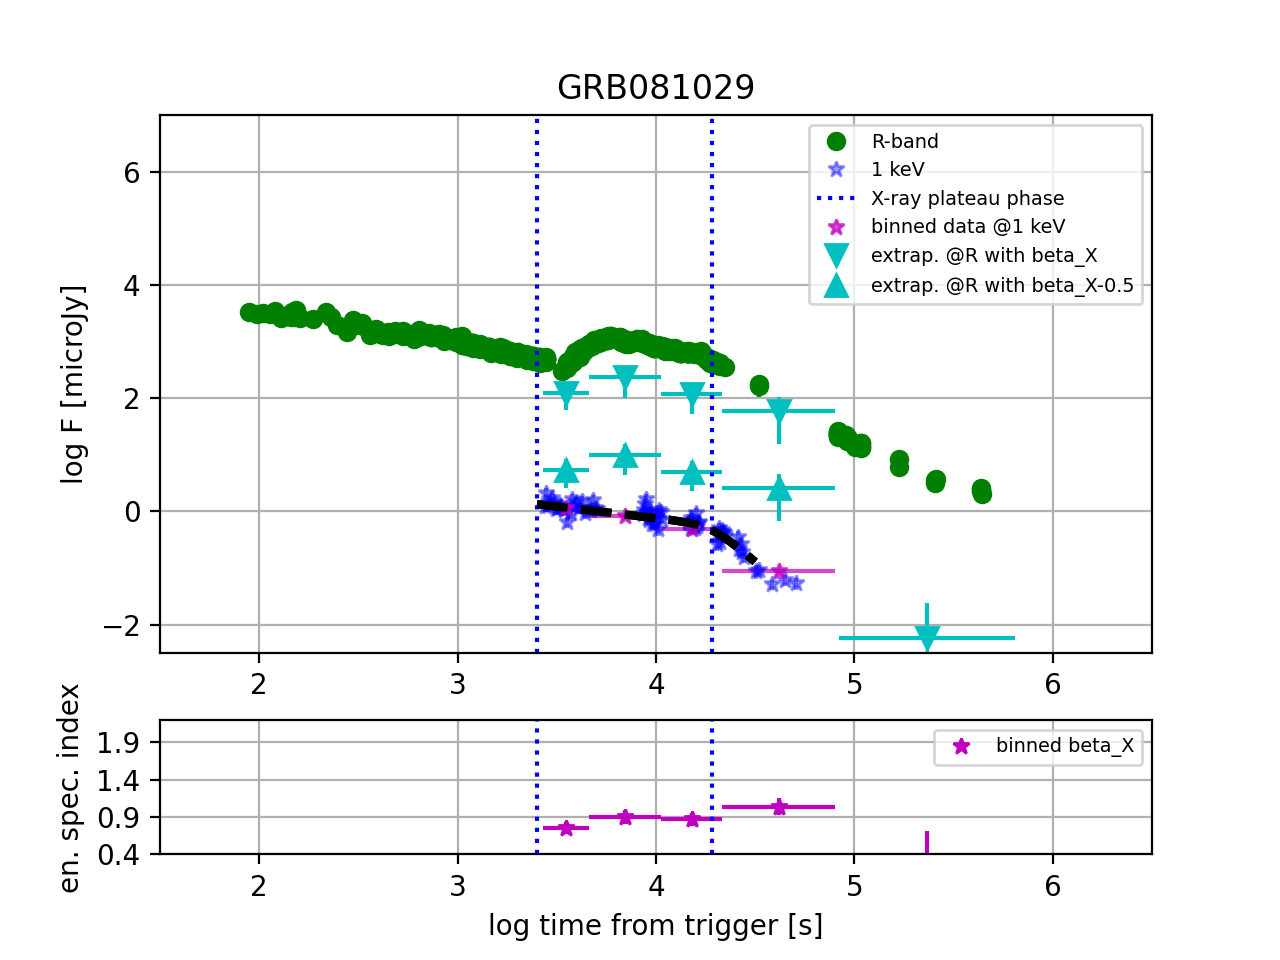 GRB081029
log F [microJy]
6
4
2
0
−2
R-band
1 keV
X-ray plateau phase
binned data @1 keV
extrap. @R with beta_X
extrap. @R with beta_X-0.5
2 3 4 5 6
en. spec. index
1.9
1.4
0.9
0.4
binned beta_X
2 3 4 5 6
log time from trigger [s]